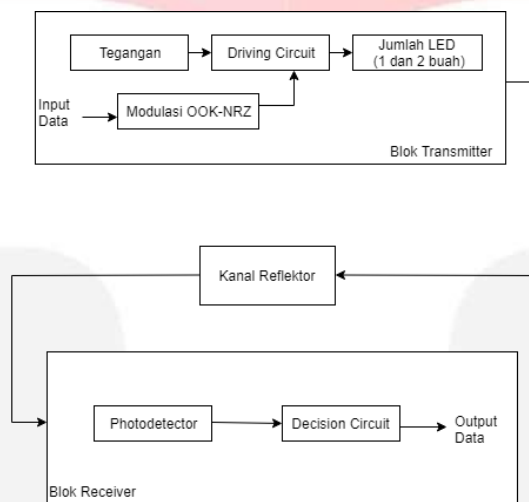 Tegangan
Driving Circuit
Jumlah LED
(1 dan 2 buah)
Input
Data
Modulasi OOK-NRZ
Blok Transmitter
Kanal Reflektor
Photodetector
Decision Circuit
Output
Data
Blok Receiver